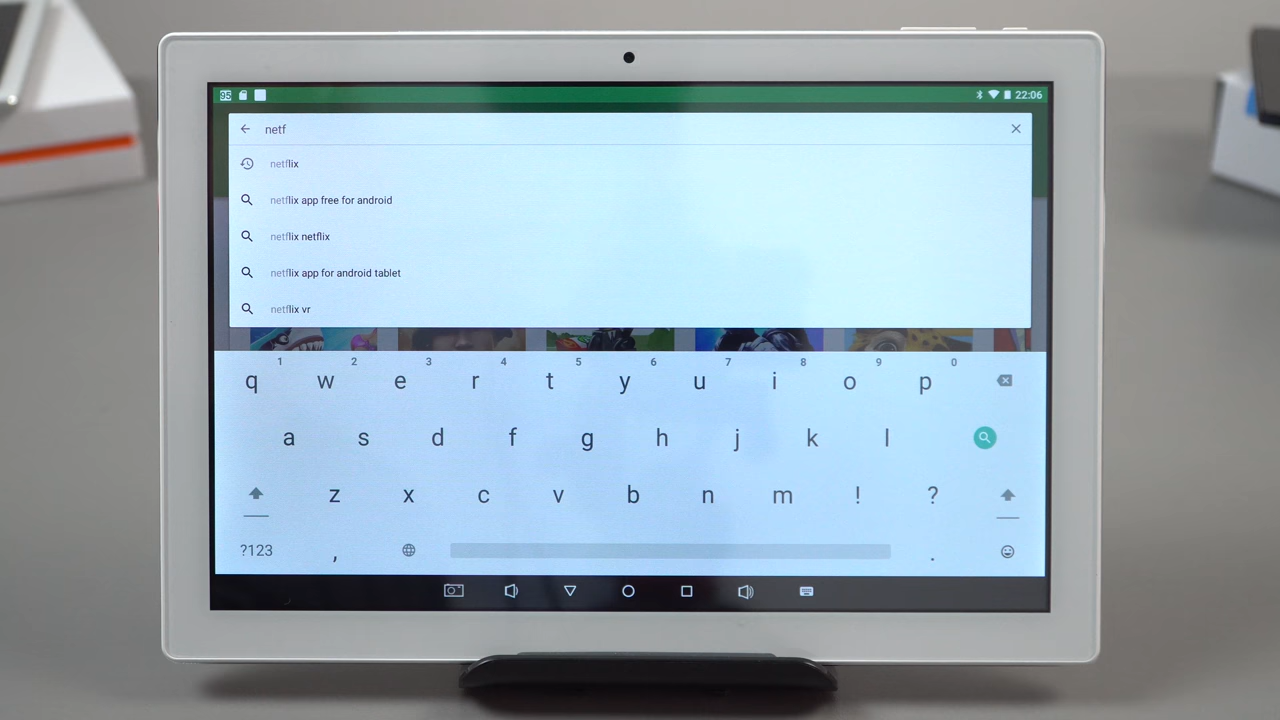 95 22:06
netf
netflix
netflix app free for android
netflix netflix
netflix app for android tablet
netflix vr
1 2 3 4 5 6 7 8 9 0
q w e r t y u i o p
a s d f g h j k l
z x c v b n m ! ?
?123 , .